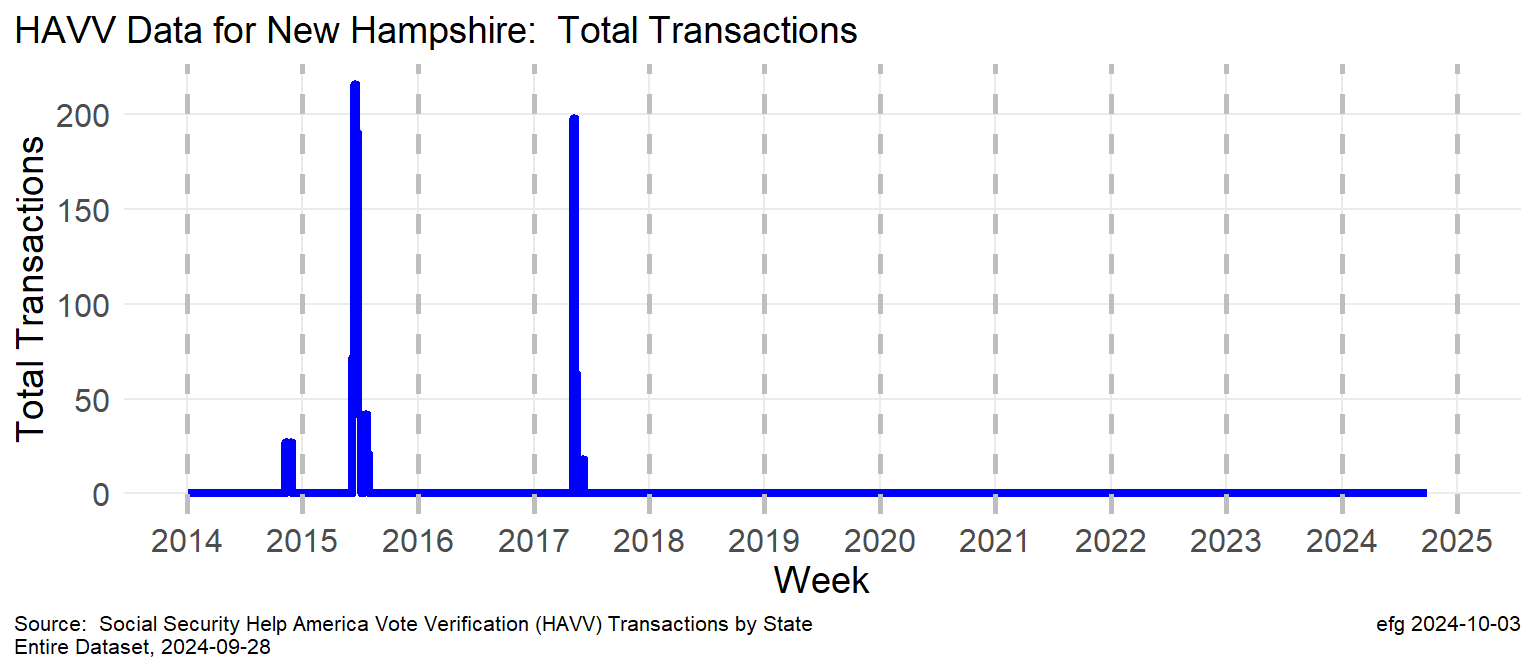 HAVV Data for New Hampshire:  Total Transactions
Total Transactions
200
150
100
50
0
2014 2015 2016 2017 2018 2019 2020 2021 2022 2023 2024 2025
Week
Source:  Social Security Help America Vote Verification (HAVV) Transactions by State
Entire Dataset, 2024-09-28
efg 2024-10-03